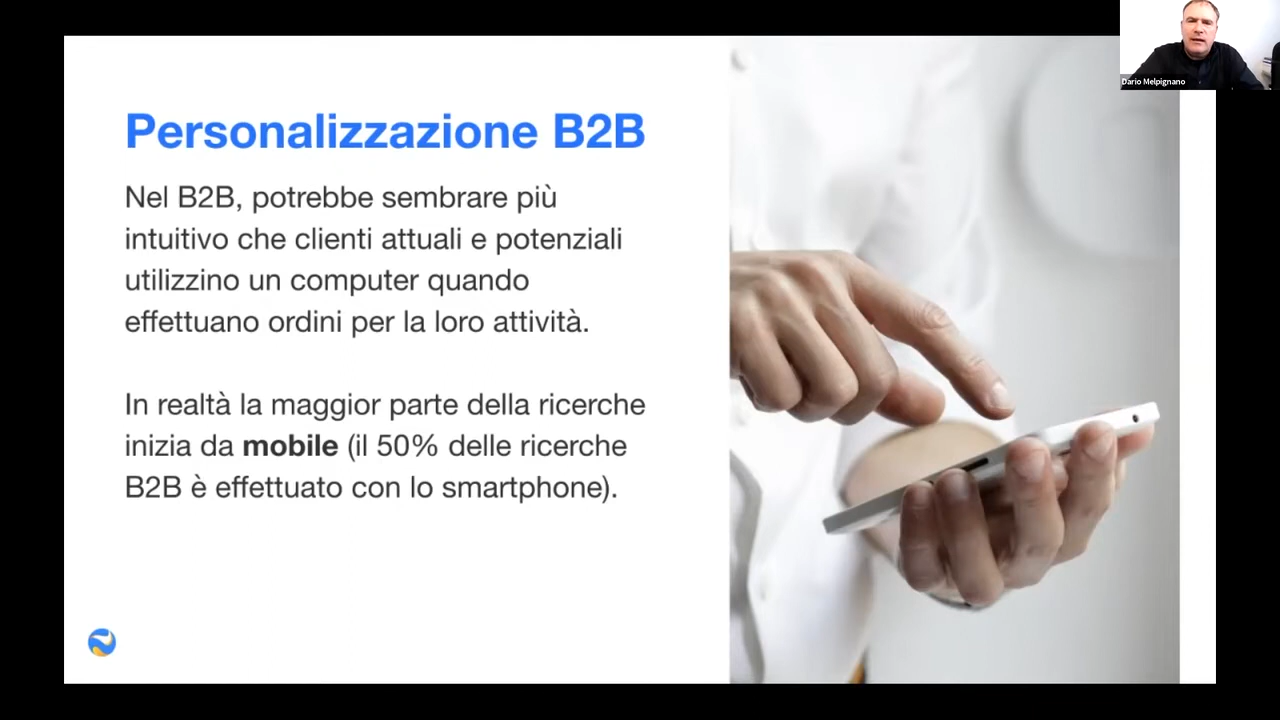 Personalizzazione B2B
Nel B2B, potrebbe sembrare più
intuitivo che clienti attuali e potenziali
utilizzino un computer quando
effettuano ordini per la loro attività.
In realtà la maggior parte della ricerche
inizia da mobile (il 50% delle ricerche
B2B è effettuato con lo smartphone).
Dario Melpignano